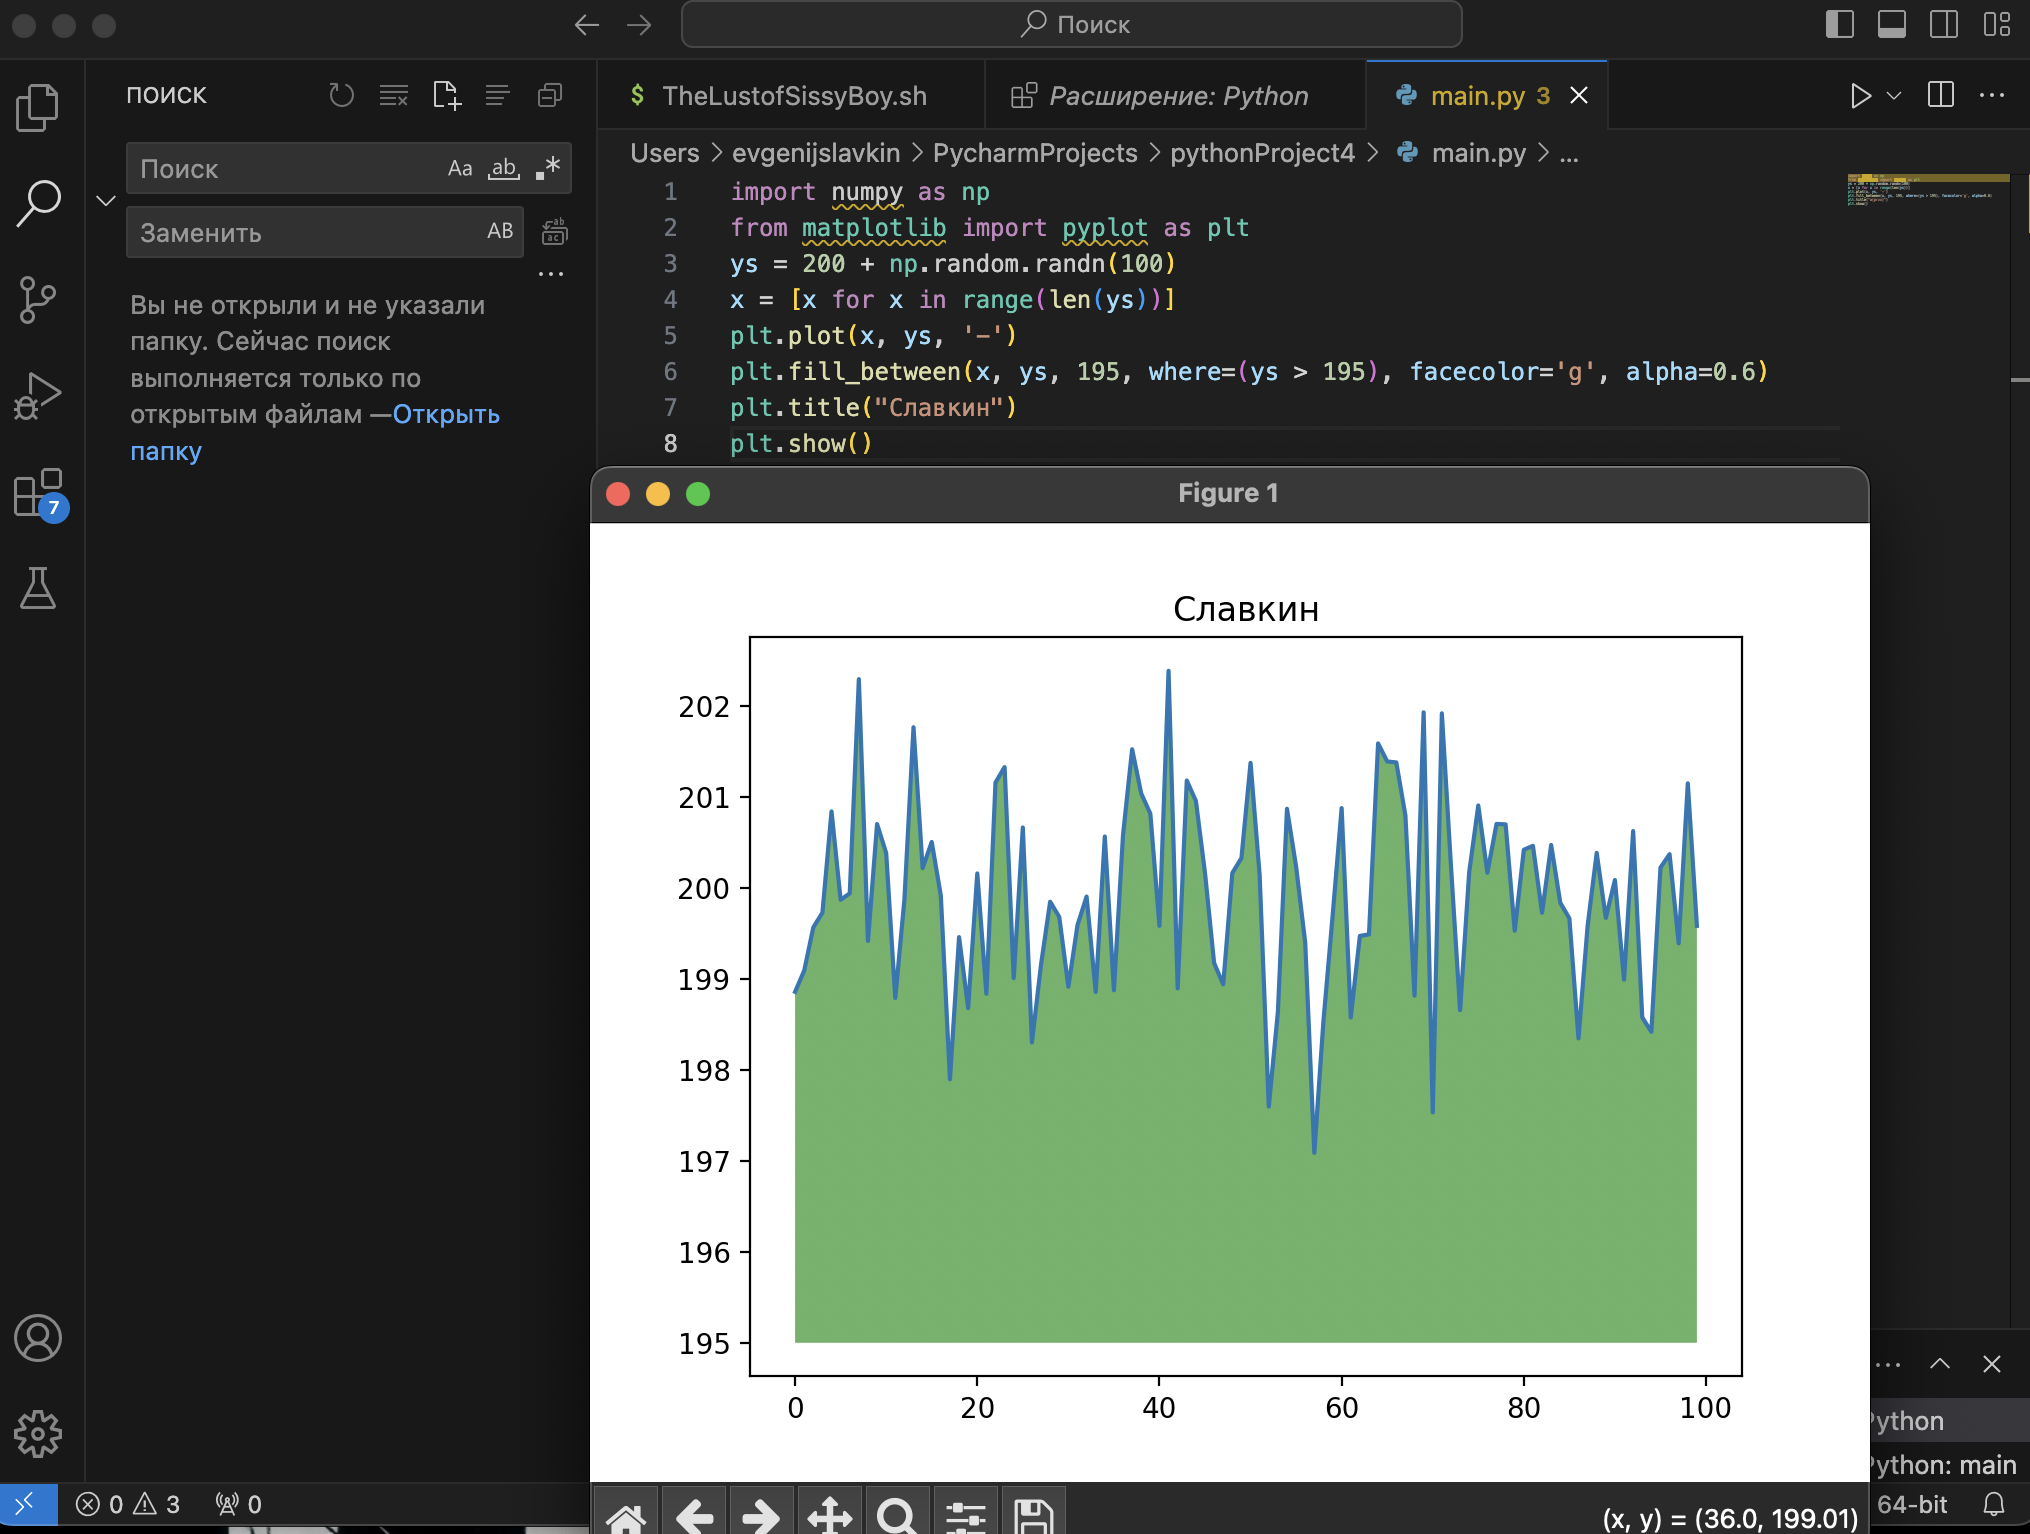 Поиск
ПОИСК
Поиск
Aa
ab
Заменить
AB
Вы не открыли и не указали
папку. Сейчас поиск
выполняется только по
открытым файлам —Открыть
папку
7
$ TheLustofSissyBoy.sh
Расширение: Python
main.py 3
Users > evgenijslavkin > PycharmProjects > pythonProject4 > main.py > ...
1 import numpy as np
2 from matplotlib import pyplot as plt
3 ys = 200 + np.random.randn(100)
4 x = [x for x in range(len(ys))]
5 plt.plot(x, ys, '-')
6 plt.fill_between(x, ys, 195, where=(ys > 195), facecolor='g', alpha=0.6)
7 plt.title("Славкин")
8 plt.show()
Figure 1
Славкин
202
201
200
199
198
197
196
195
0 20 40 60 80 100
(x, y) = (36.0, 199.01)
ython
ython: main
0 3 0
64-bit